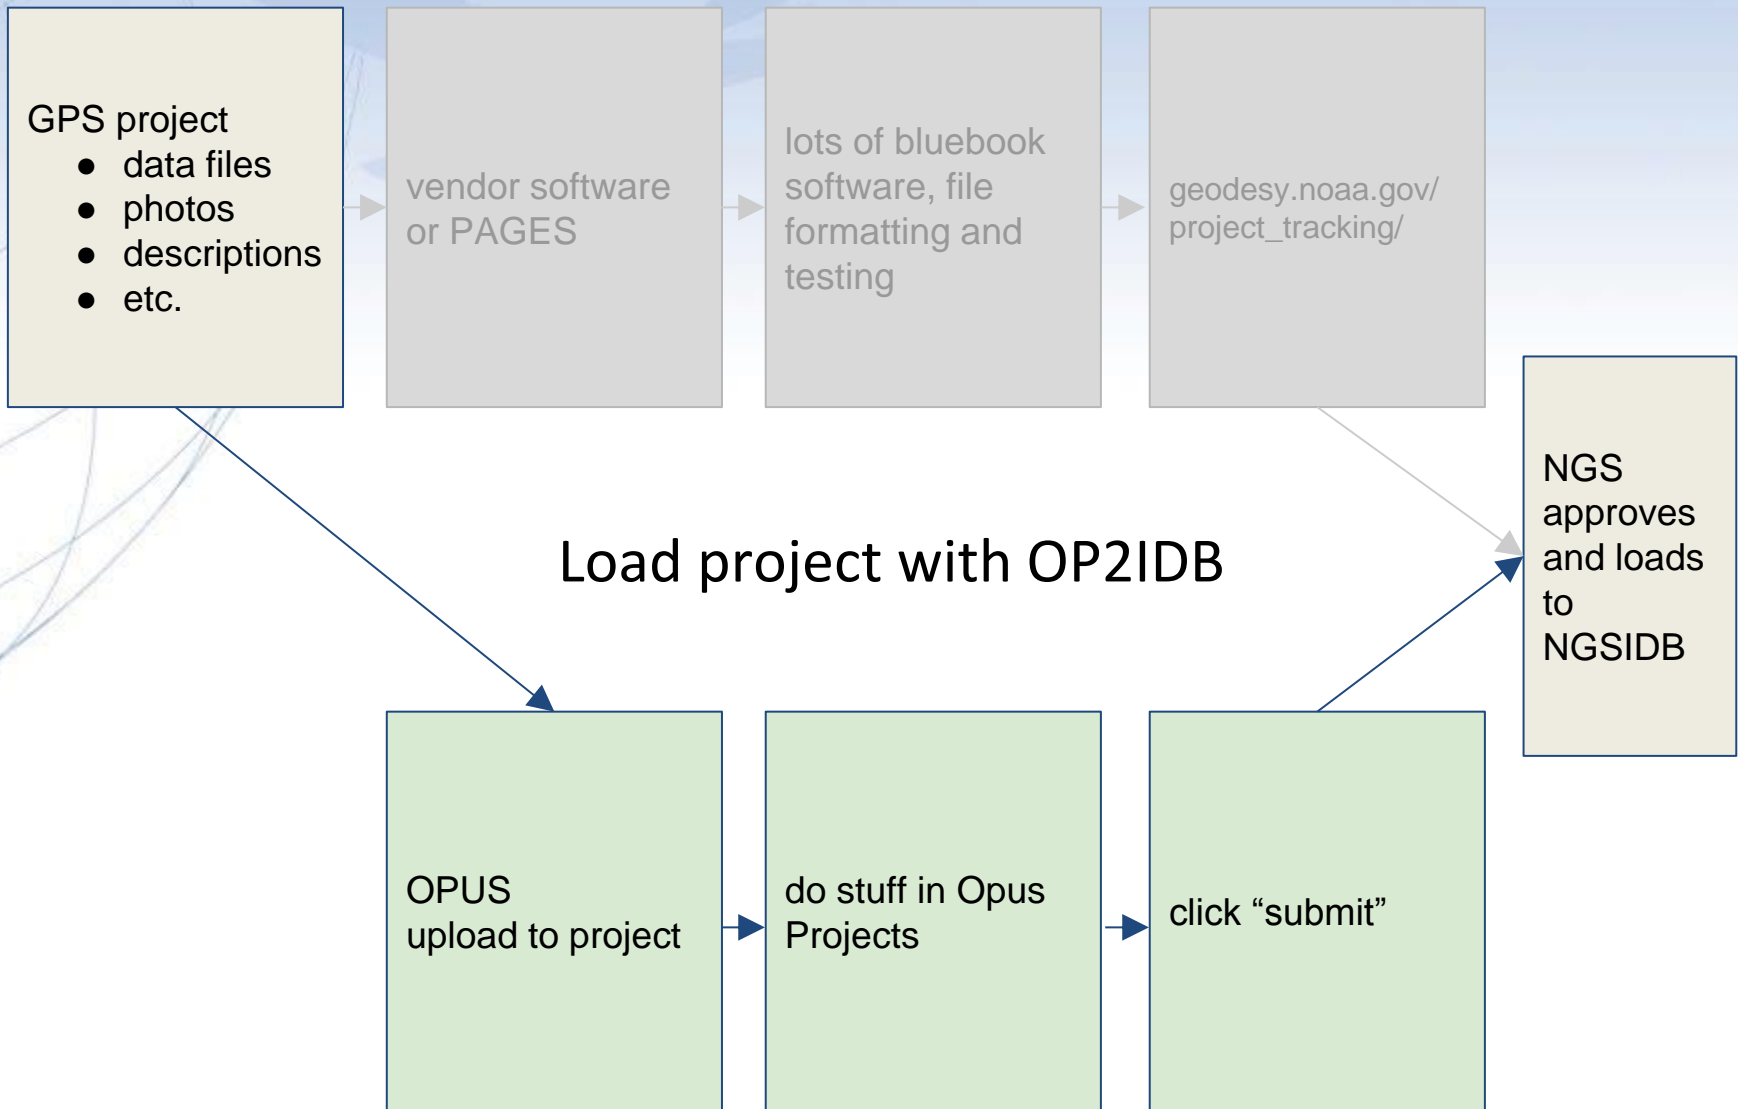 GPS project
● data files
● photos
● descriptions
● etc.
vendor software
or PAGES
lots of bluebook
software, file
formatting and
testing
geodesy.noaa.gov/
project_tracking/
NGS
approves
and loads
to
NGSIDB
Load project with OP2IDB
OPUS
upload to project
do stuff in Opus
Projects
click “submit”